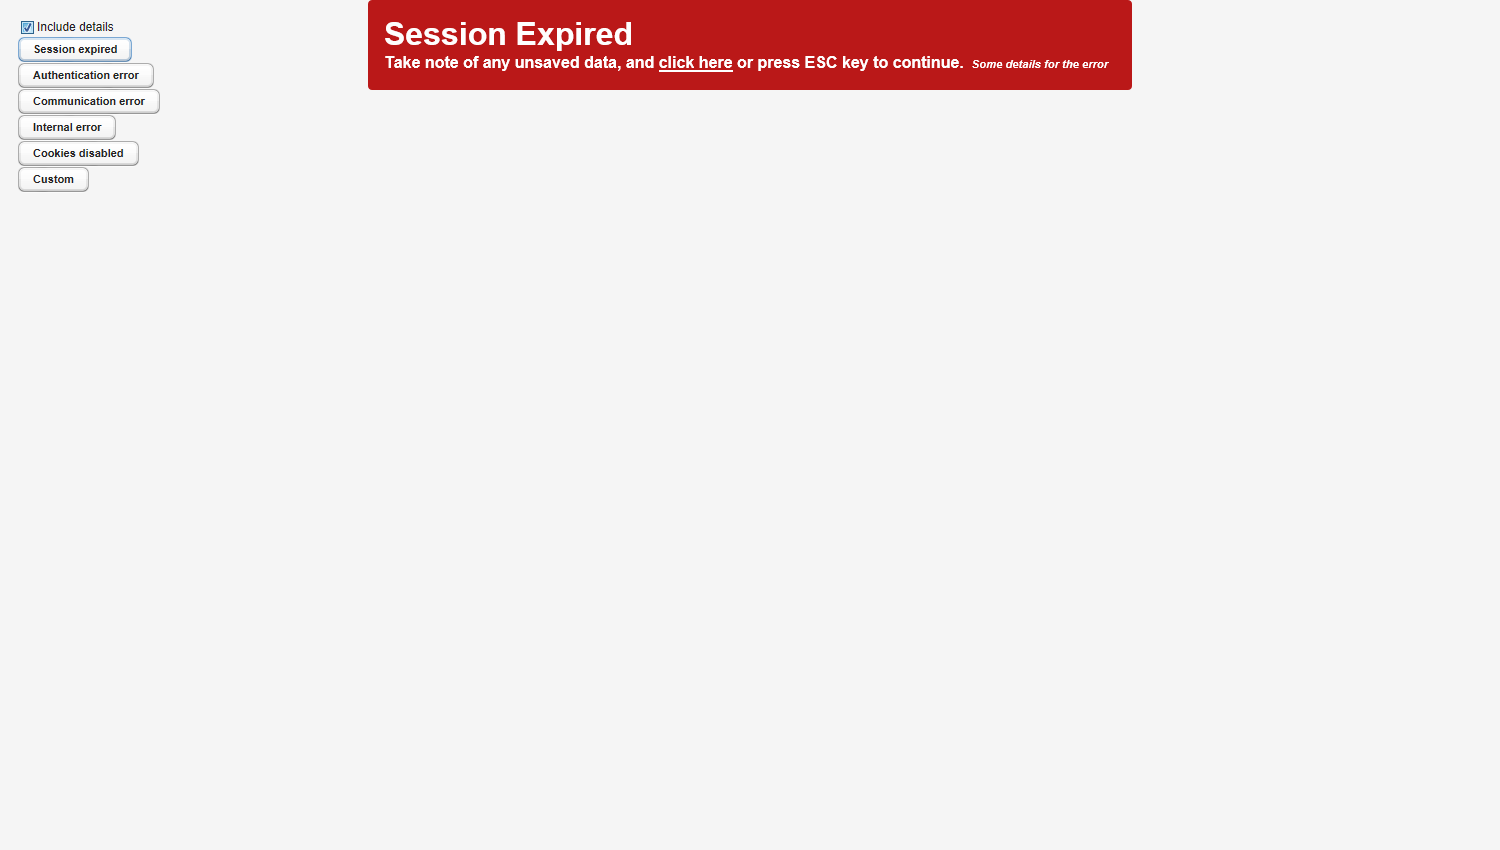 Include details
Session expired
Authentication error
Communication error
Internal error
Cookies disabled
Custom
Session Expired
Take note of any unsaved data, and click here or press ESC key to continue. Some details for the error